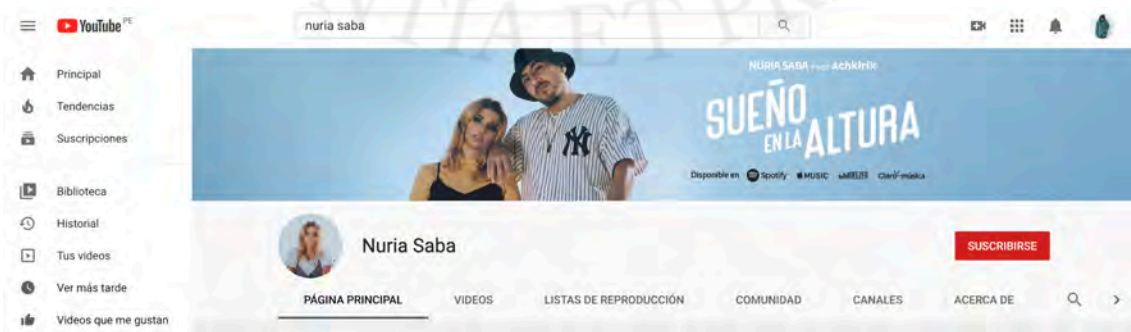 YouTube PE
nuria saba
Principal
Tendencias
Suscripciones
Biblioteca
Historial
Tus videos
Ver más tarde
Videos que me gustan
NURIA SABA Feat. Achkirik
SUEÑO
EN LA ALTURA
Disponible en Spotify MUSIC Claro música
Nuria Saba
SUSCRIBIRSE
PÁGINA PRINCIPAL VIDEOS LISTAS DE REPRODUCCIÓN COMUNIDAD CANALES ACERCA DE